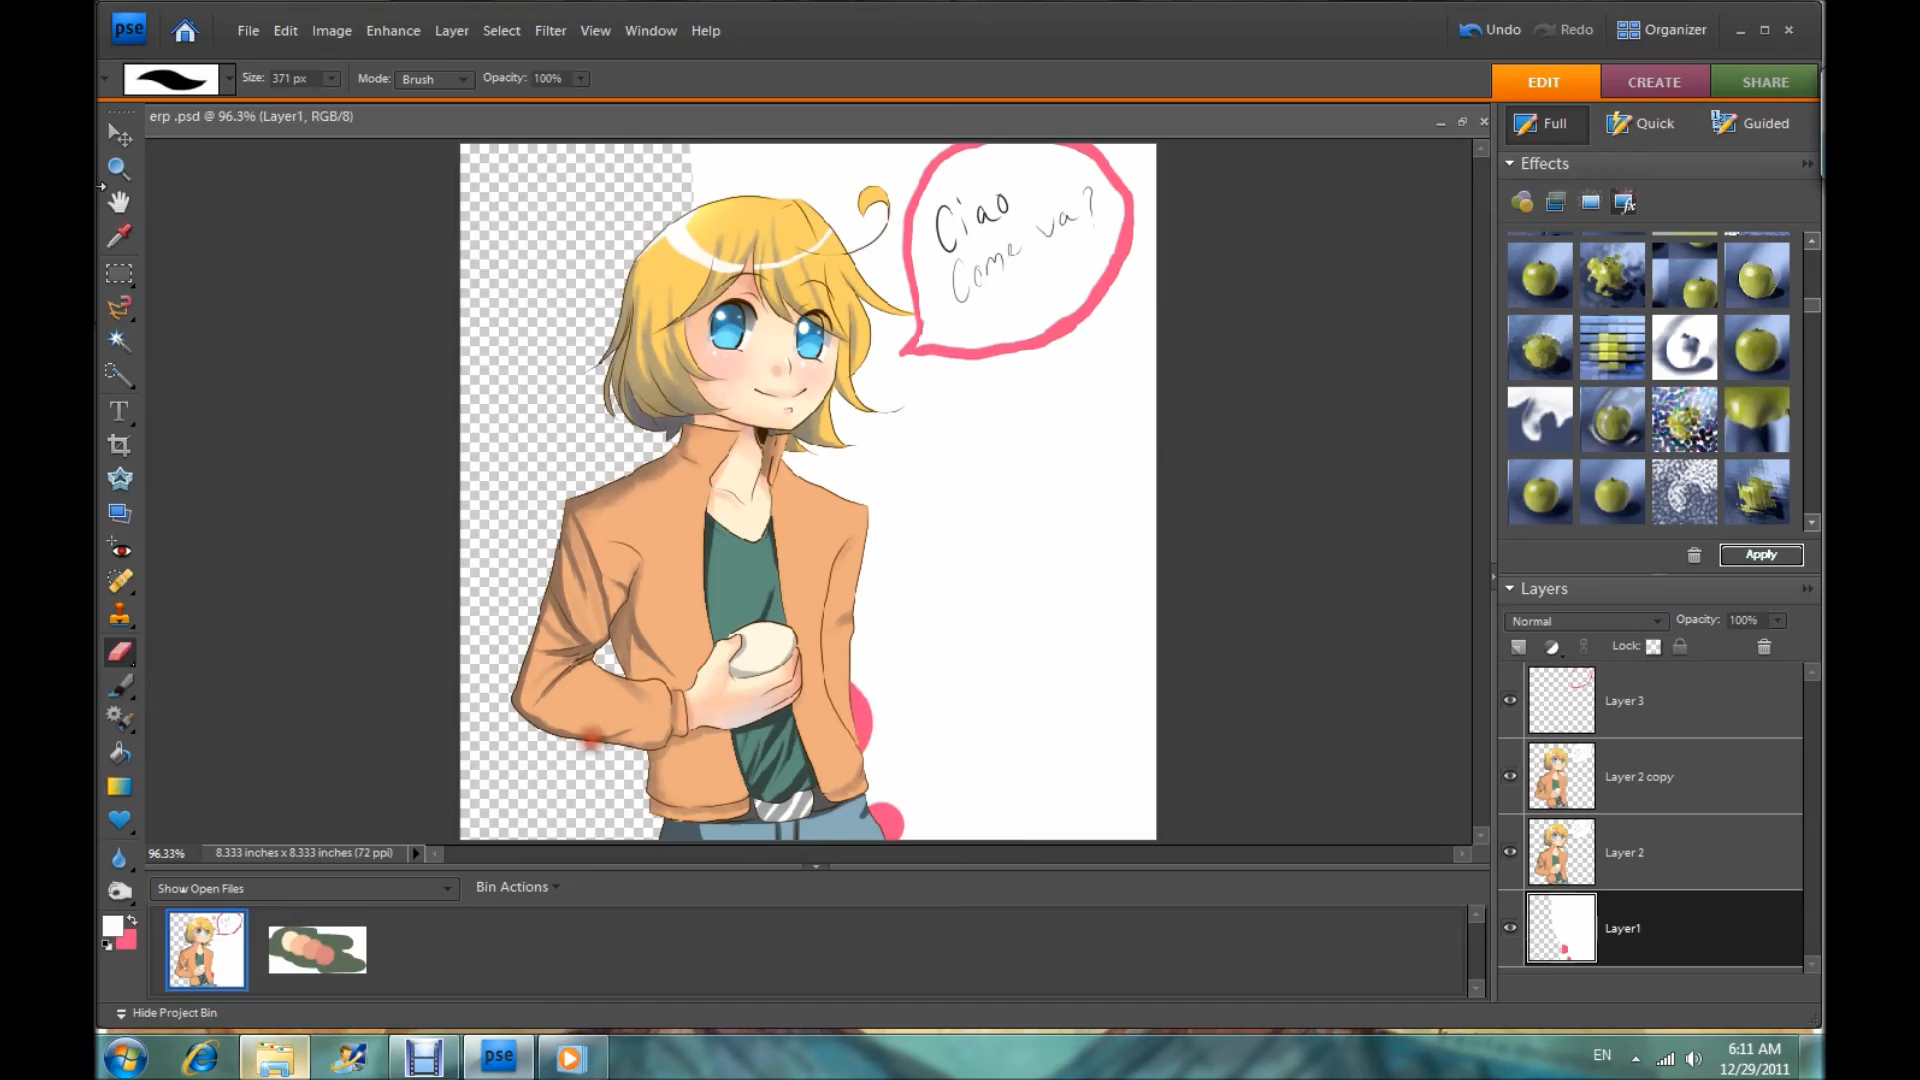 pse File Edit Image Enhance Layer Select Filter View Window Help Undo Redo Organizer
Size: 371 px Mode: Brush Opacity: 100%
EDIT CREATE SHARE
erp .psd @ 96.3% (Layer1, RGB/8)
Full Quick Guided
Effects
Ciao
Come va?
Apply
Layers
Normal Opacity: 100%
Lock:
Layer 3
Layer 2 copy
Layer 2
Layer1
96.33% 8.333 inches x 8.333 inches (72 ppi)
Show Open Files Bin Actions
Hide Project Bin
pse
EN 6:11 AM
12/29/2011